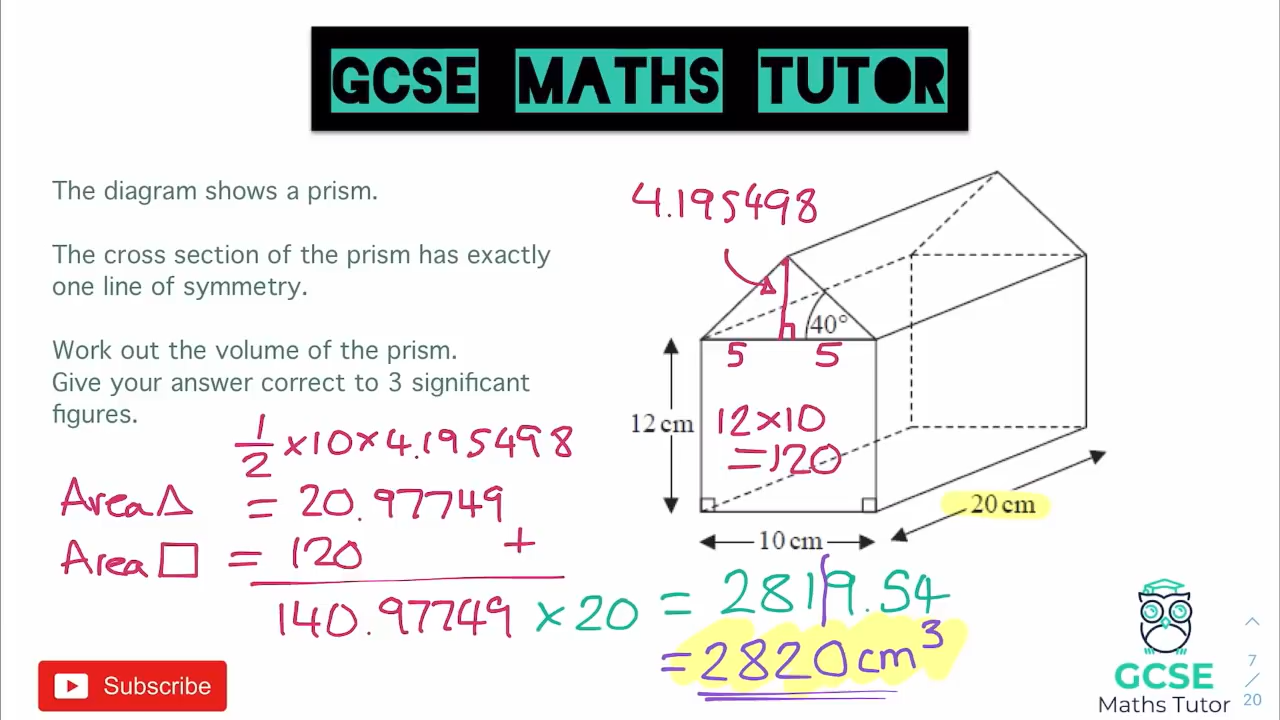 GCSE MATHS TUTOR
The diagram shows a prism.
The cross section of the prism has exactly
one line of symmetry.
Work out the volume of the prism.
Give your answer correct to 3 significant
figures.
1/2 ×10×4.195498
Area△ = 20.97749
Area□ = 120 +
140.97749 ×20 = 2819.54
= 2820cm³
4.195498
40°
5 5
12 cm
12×10
=120
20 cm
10 cm
Subscribe
GCSE
Maths Tutor
7
/
20